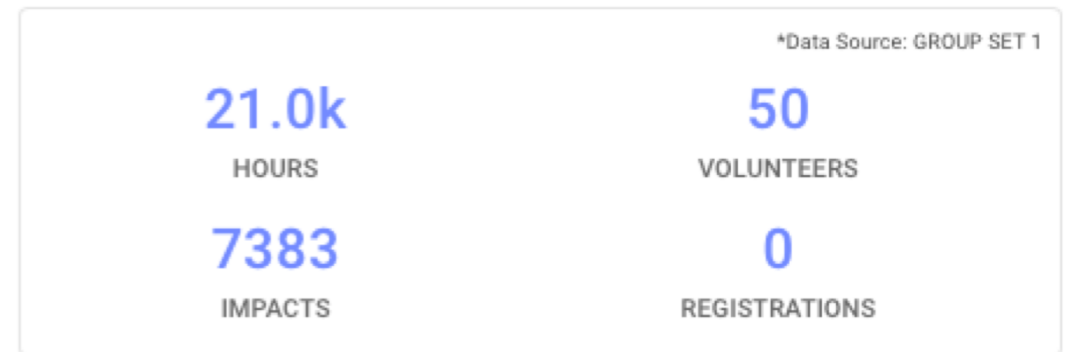 *Data Source: GROUP SET 1
21.0k
HOURS
50
VOLUNTEERS
7383
IMPACTS
0
REGISTRATIONS